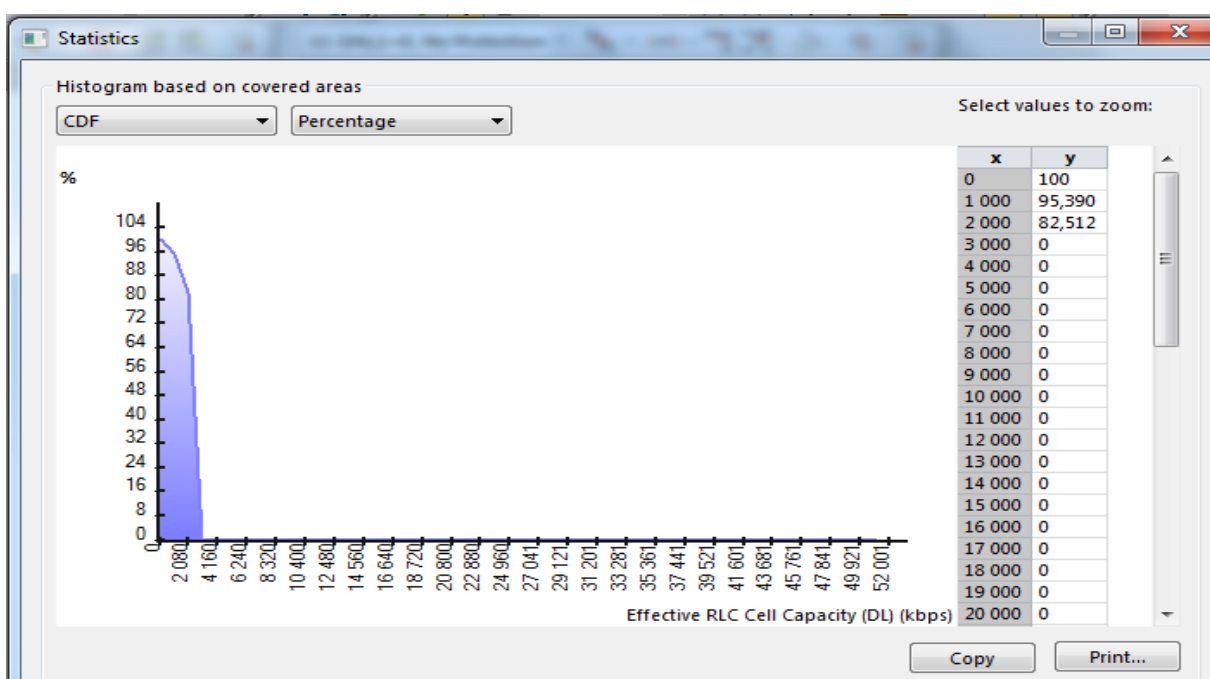 Statistics
Histogram based on covered areas
CDF Percentage
Select values to zoom:
%
104
96
88
80
72
64
56
48
40
32
24
16
8
0
0 2 080 4 160 6 240 8 320 10 400 12 480 14 560 16 640 18 720 20 800 22 880 24 960 27 041 29 121 31 201 33 281 35 361 37 441 39 521 41 601 43 681 45 761 47 841 49 921 52 001
Effective RLC Cell Capacity (DL) (kbps)
x y
0 100
1 000 95,390
2 000 82,512
3 000 0
4 000 0
5 000 0
6 000 0
7 000 0
8 000 0
9 000 0
10 000 0
11 000 0
12 000 0
13 000 0
14 000 0
15 000 0
16 000 0
17 000 0
18 000 0
19 000 0
20 000 0
Copy Print...